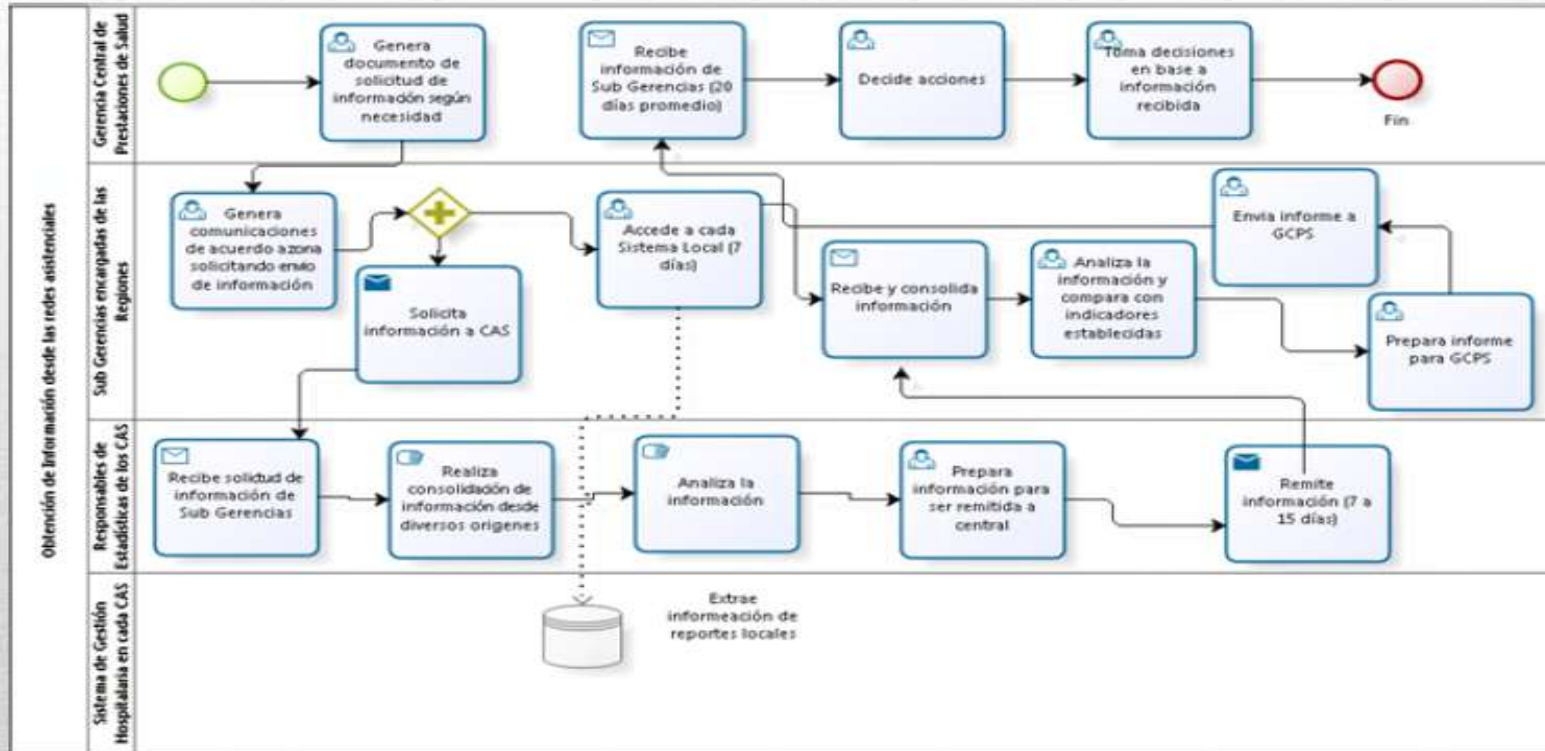 Obtención de Información desde las redes asistenciales
Gerencia Central de
Prestaciones de Salud
Genera
documento de
solicitud de
información según
necesidad
Recibe
información de
Sub Gerencias (20
días promedio)
Decide acciones
Toma decisiones
en base a
información
recibida
Fin
Sub Gerencias encargadas de las
Regiones
Genera
comunicaciones
de acuerdo a zona
solicitando envio
de información
Solicita
información a CAS
Accede a cada
Sistema Local (7
días)
Recibe y consolida
información
Analiza la
información y
compara con
indicadores
establecidas
Envia informe a
GCPS
Prepara informe
para GCPS
Responsables de
Estadísticas de los CAS
Recibe solictud de
información de
Sub Gerencias
Realiza
consolidación de
información desde
diversos origenes
Analiza la
información
Prepara
información para
ser remitida a
central
Remite
información (7 a
15 días)
Sistema de Gestión
Hospitalaria en cada CAS
Extrae
informeación de
reportes locales